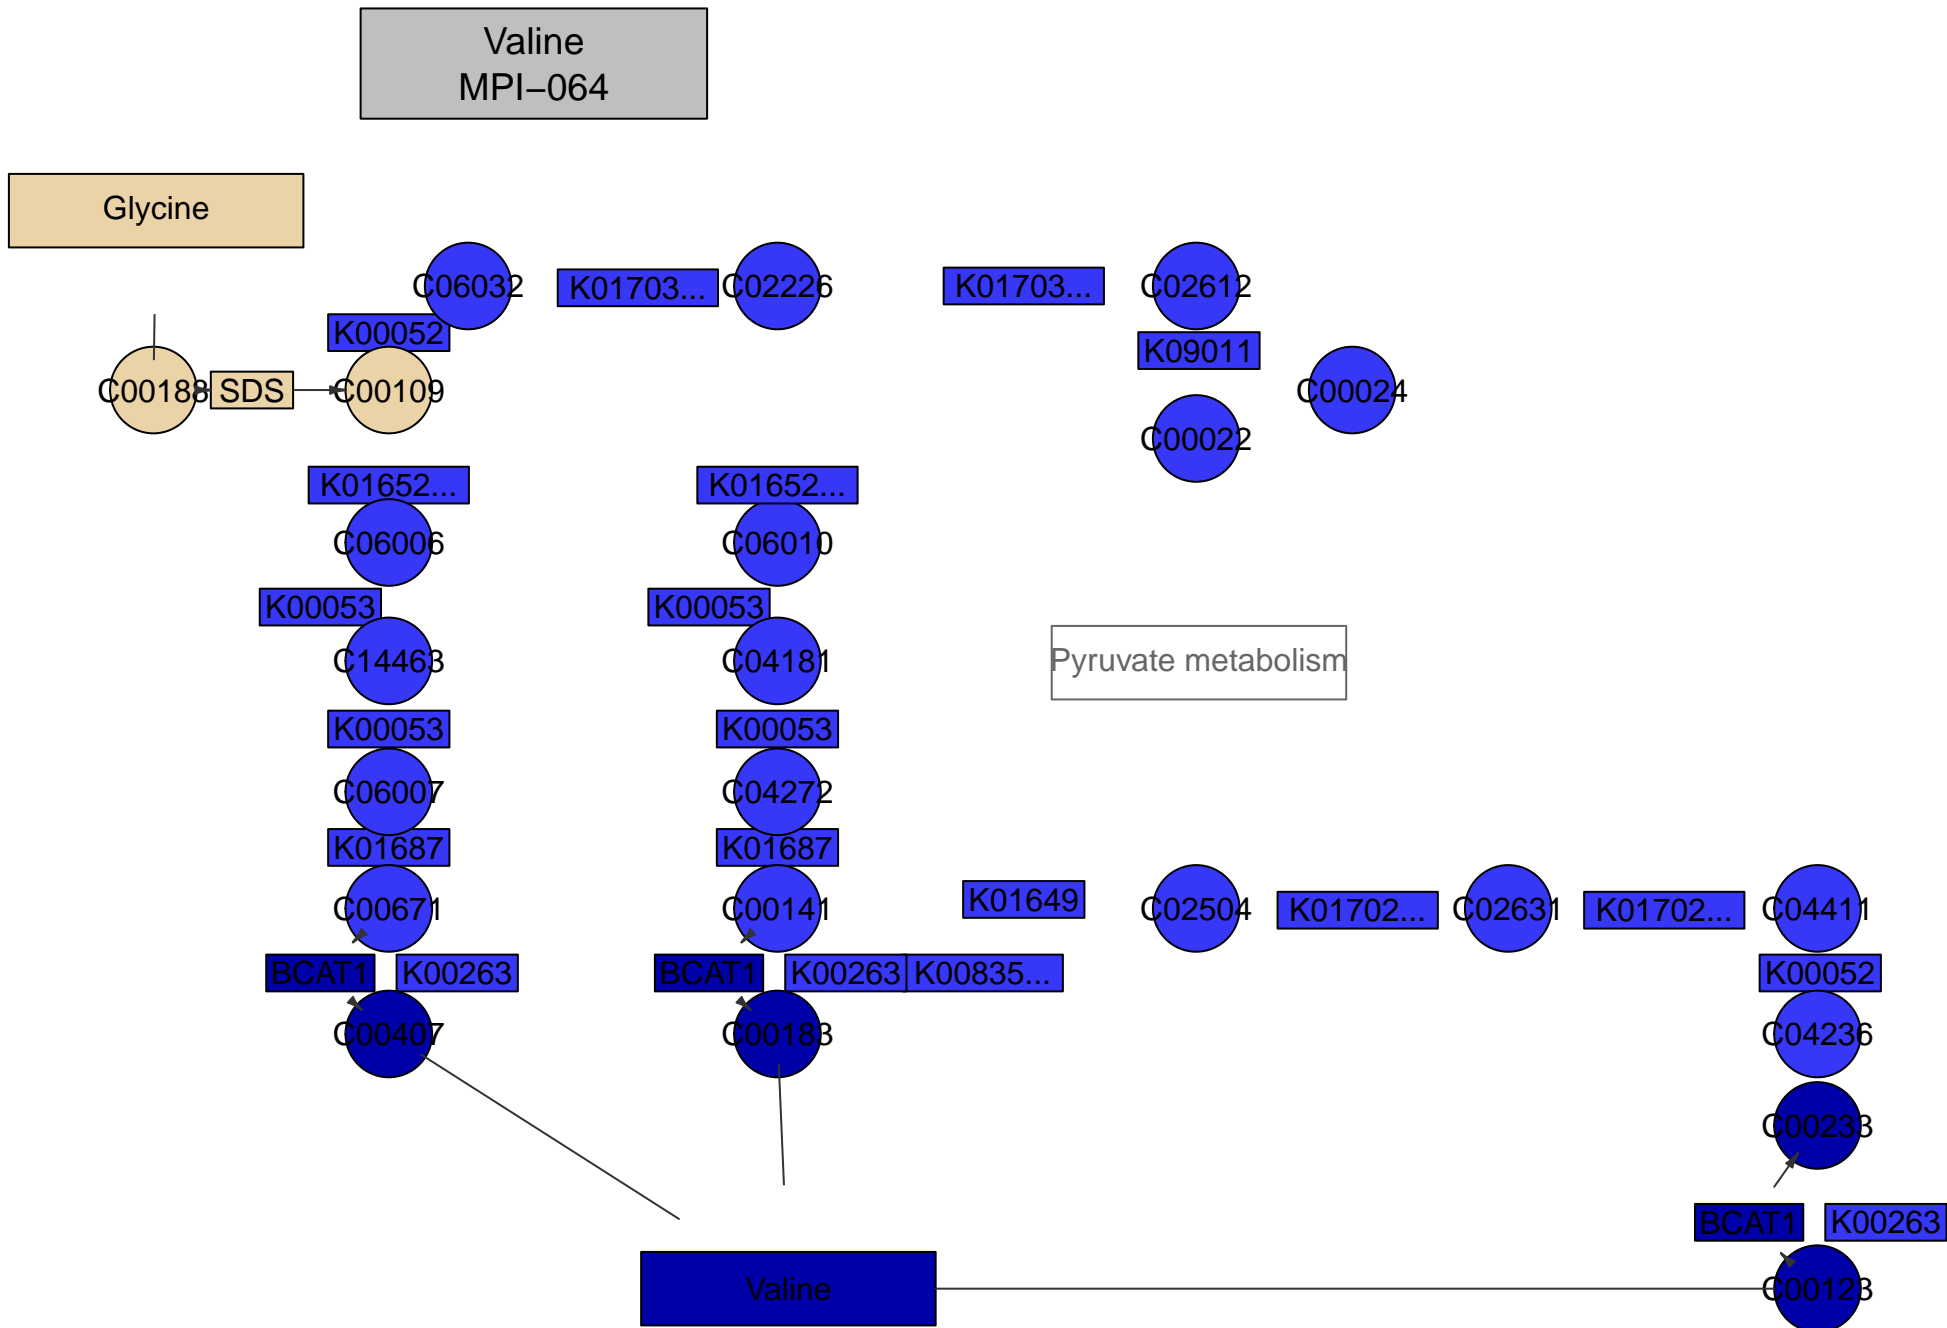 Valine
MPI−064
Glycine
C06032
K01703...
C02226
K01703...
C02612
K00052
K09011
C00188
SDS
C00109
C00024
C00022
K01652...
K01652...
C06006
C06010
K00053
K00053
C14463
C04181
Pyruvate metabolism
K00053
K00053
C06007
C04272
K01687
K01687
C00671
C00141
K01649
C02504
K01702...
C02631
K01702...
C04411
BCAT1
K00263
BCAT1
K00263
K00835...
K00052
C00407
C00183
C04236
C00233
BCAT1
K00263
Valine
C00123